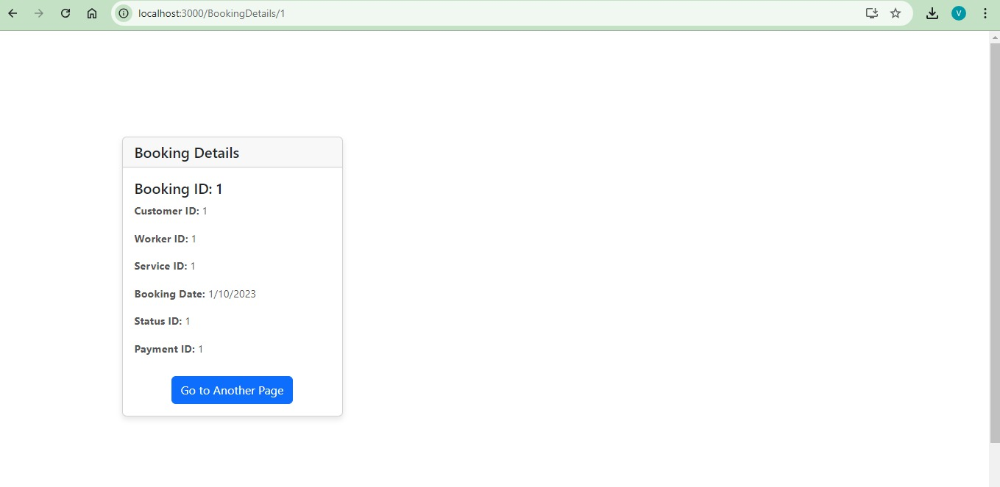 localhost:3000/BookingDetails/1
V
Booking Details
Booking ID: 1
Customer ID: 1
Worker ID: 1
Service ID: 1
Booking Date: 1/10/2023
Status ID: 1
Payment ID: 1
Go to Another Page